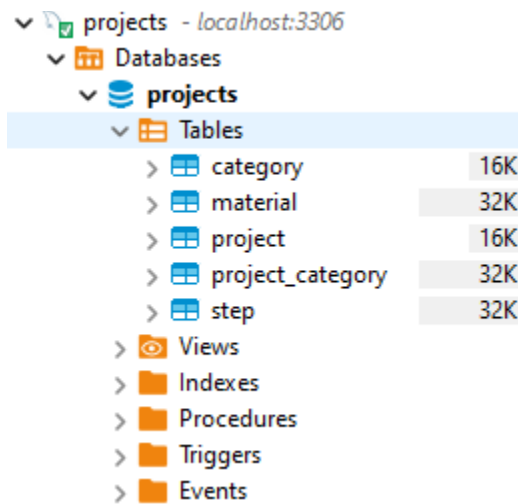 projects - localhost:3306
Databases
projects
Tables
category 16K
material 32K
project 16K
project_category 32K
step 32K
Views
Indexes
Procedures
Triggers
Events